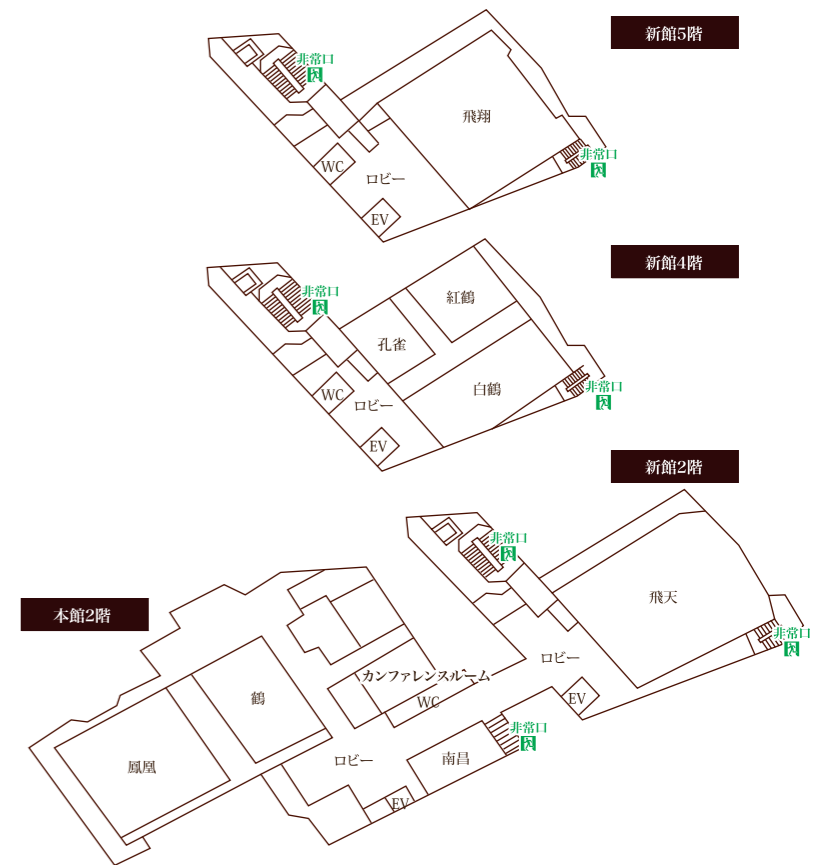 新館5階
非常口
飛翔
非常口
WC
ロビー
EV
新館4階
非常口
紅鶴
孔雀
非常口
白鶴
WC
ロビー
EV
新館2階
非常口
飛天
本館2階
非常口
ロビー
カンファレンスルーム
鶴
WC
EV
非常口
ロビー
南昌
鳳凰
EV